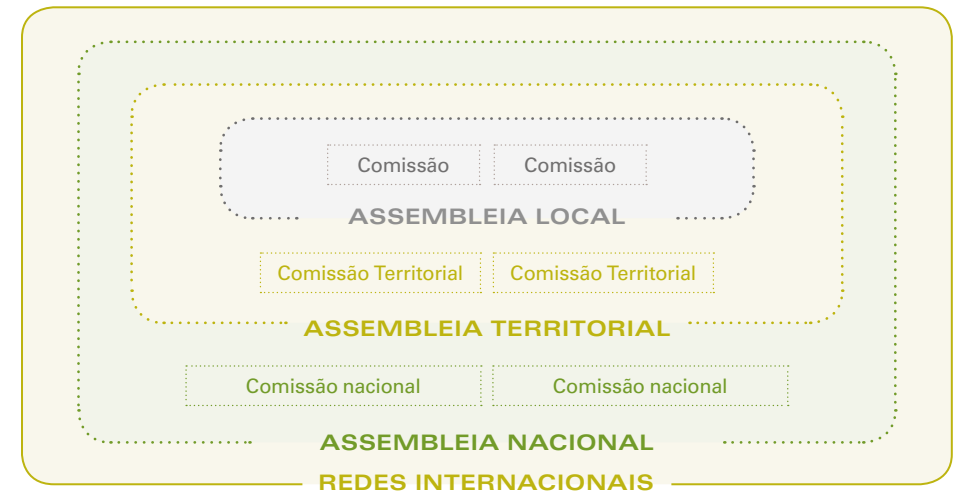 Comissão Comissão
ASSEMBLEIA LOCAL
Comissão Territorial Comissão Territorial
ASSEMBLEIA TERRITORIAL
Comissão nacional Comissão nacional
ASSEMBLEIA NACIONAL
REDES INTERNACIONAIS